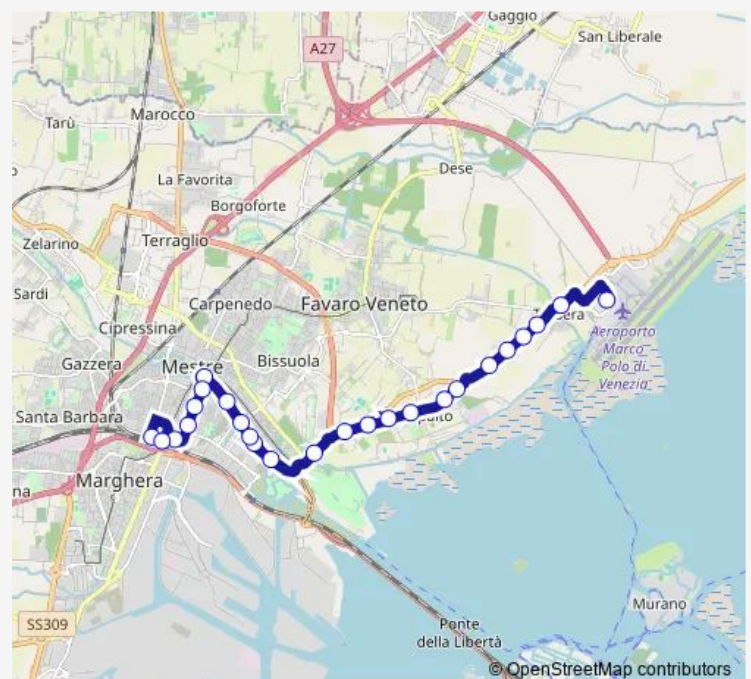 Gaggio
San Liberale
A27
Marocco
Tarù
Dese
La Favorita
Borgoforte
Terraglio
Zelarino
Sardi
Carpenedo
Favaro Veneto
Cipressina
Gazzera
Mestre
Bissuola
Aeroporto
Marco
Polo di
Venezia
Santa Barbara
Marghera
na
SS309
Murano
Ponte
della Libertà
© OpenStreetMap contributors